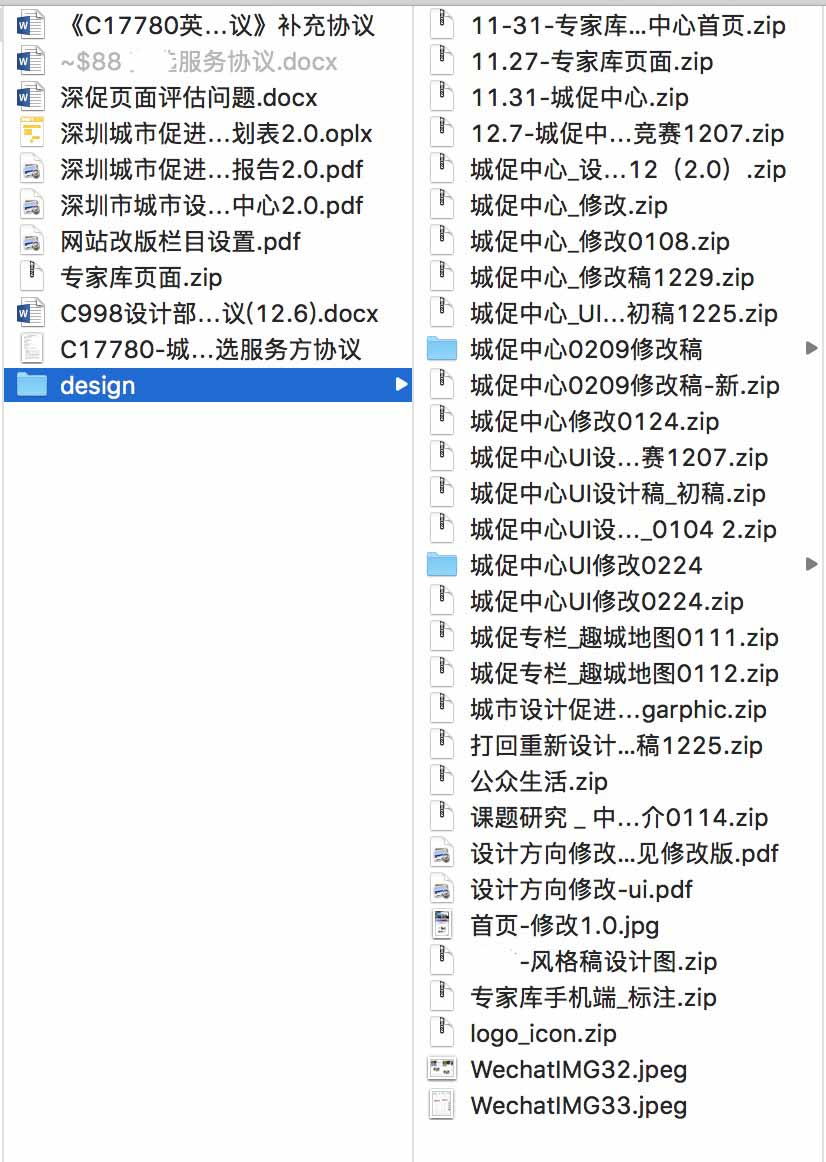 《C17780英...议》补充协议
~$88 选服务协议.docx
深促页面评估问题.docx
深圳城市促进...划表2.0.oplx
深圳城市促进...报告2.0.pdf
深圳市城市设...中心2.0.pdf
网站改版栏目设置.pdf
专家库页面.zip
C998设计部...议(12.6).docx
C17780-城...选服务方协议
design
11-31-专家库...中心首页.zip
11.27-专家库页面.zip
11.31-城促中心.zip
12.7-城促中...竞赛1207.zip
城促中心_设...12（2.0）.zip
城促中心_修改.zip
城促中心_修改0108.zip
城促中心_修改稿1229.zip
城促中心_UI...初稿1225.zip
城促中心0209修改稿
城促中心0209修改稿-新.zip
城促中心修改0124.zip
城促中心UI设...赛1207.zip
城促中心UI设计稿_初稿.zip
城促中心UI设..._0104 2.zip
城促中心UI修改0224
城促中心UI修改0224.zip
城促专栏_趣城地图0111.zip
城促专栏_趣城地图0112.zip
城市设计促进...garphic.zip
打回重新设计...稿1225.zip
公众生活.zip
课题研究 _ 中...介0114.zip
设计方向修改...见修改版.pdf
设计方向修改-ui.pdf
首页-修改1.0.jpg
-风格稿设计图.zip
专家库手机端_标注.zip
logo_icon.zip
WechatIMG32.jpeg
WechatIMG33.jpeg